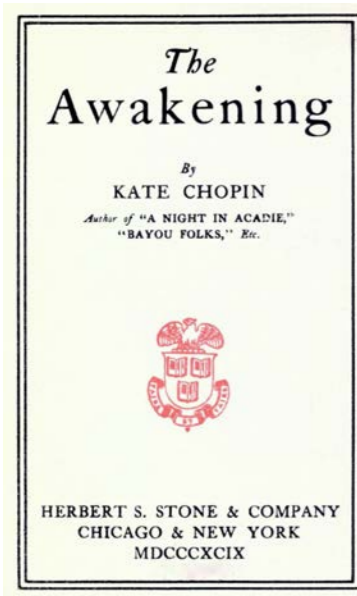 The
Awakening
By
KATE CHOPIN
Author of "A NIGHT IN ACADIE,"
"BAYOU FOLKS," Etc.
HERBERT S. STONE & COMPANY
CHICAGO & NEW YORK
MDCCCXCIX